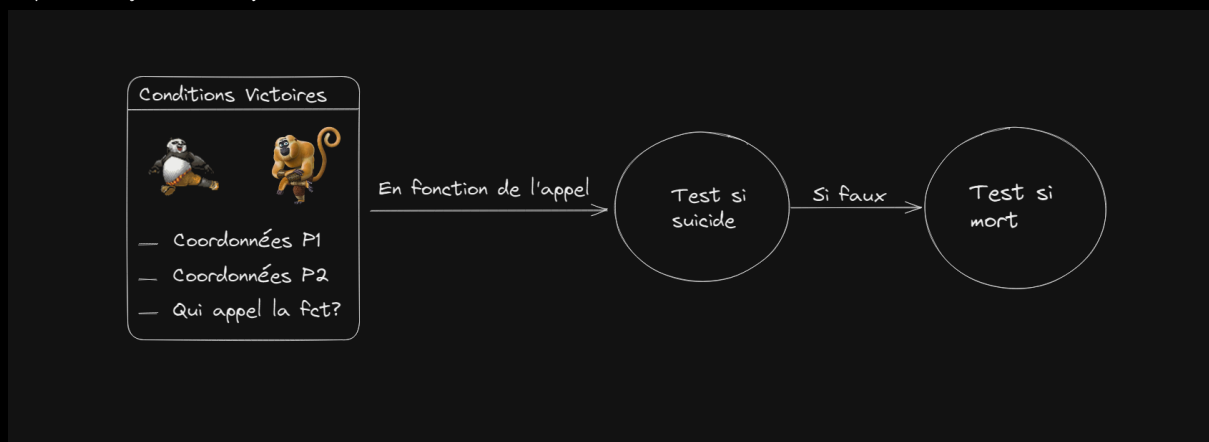 Conditions Victoires
— Coordonnées P1
— Coordonnées P2
— Qui appel la fct?
En fonction de l'appel
Test si
suicide
Si faux
Test si
mort